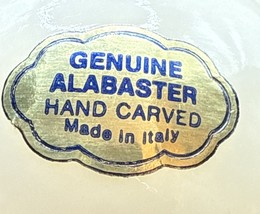 GENUINE
ALABASTER
HAND CARVED
Made in Italy